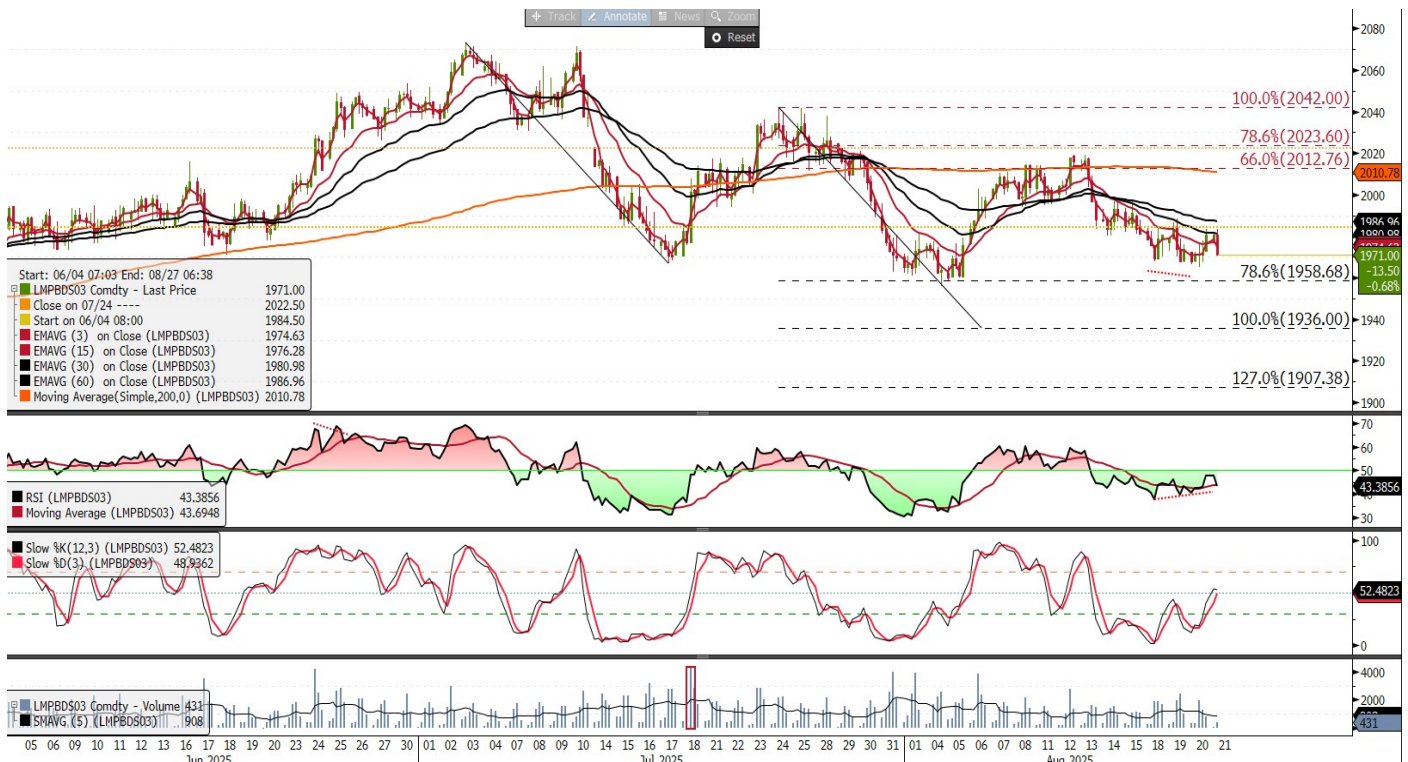 Track Annotate News Zoom
Reset
2080
2060
2040
2020
2000
1940
1920
1900
100.0%(2042.00)
78.6%(2023.60)
66.0%(2012.76)
78.6%(1958.68)
100.0%(1936.00)
127.0%(1907.38)
2010.78
1986.96
1980.98
1971.00
-13.50
-0.68%
Start: 06/04 07:03 End: 08/27 06:38
LMPBDS03 Comdty - Last Price 1971.00
Close on 07/24 ---- 2022.50
Start on 06/04 08:00 1984.50
EMAVG (3) on Close (LMPBDS03) 1974.63
EMAVG (15) on Close (LMPBDS03) 1976.28
EMAVG (30) on Close (LMPBDS03) 1980.98
EMAVG (60) on Close (LMPBDS03) 1986.96
Moving Average(Simple,200,0) (LMPBDS03) 2010.78
70
60
50
43.3856
30
RSI (LMPBDS03) 43.3856
Moving Average (LMPBDS03) 43.6948
Slow %K(12,3) (LMPBDS03) 52.4823
Slow %D(3) (LMPBDS03) 48.9362
100
52.4823
0
LMPBDS03 Comdty - Volume 431
SMAVG (5) (LMPBDS03) 908
4000
2000
431
05 06 09 10 11 12 13 16 17 18 19 20 23 24 25 26 27 30 01 02 03 04 07 08 09 10 11 14 15 16 17 18 21 22 23 24 25 28 29 30 31 01 04 05 06 07 08 11 12 13 14 15 18 19 20 21
Jun 2025 Jul 2025 Aug 2025